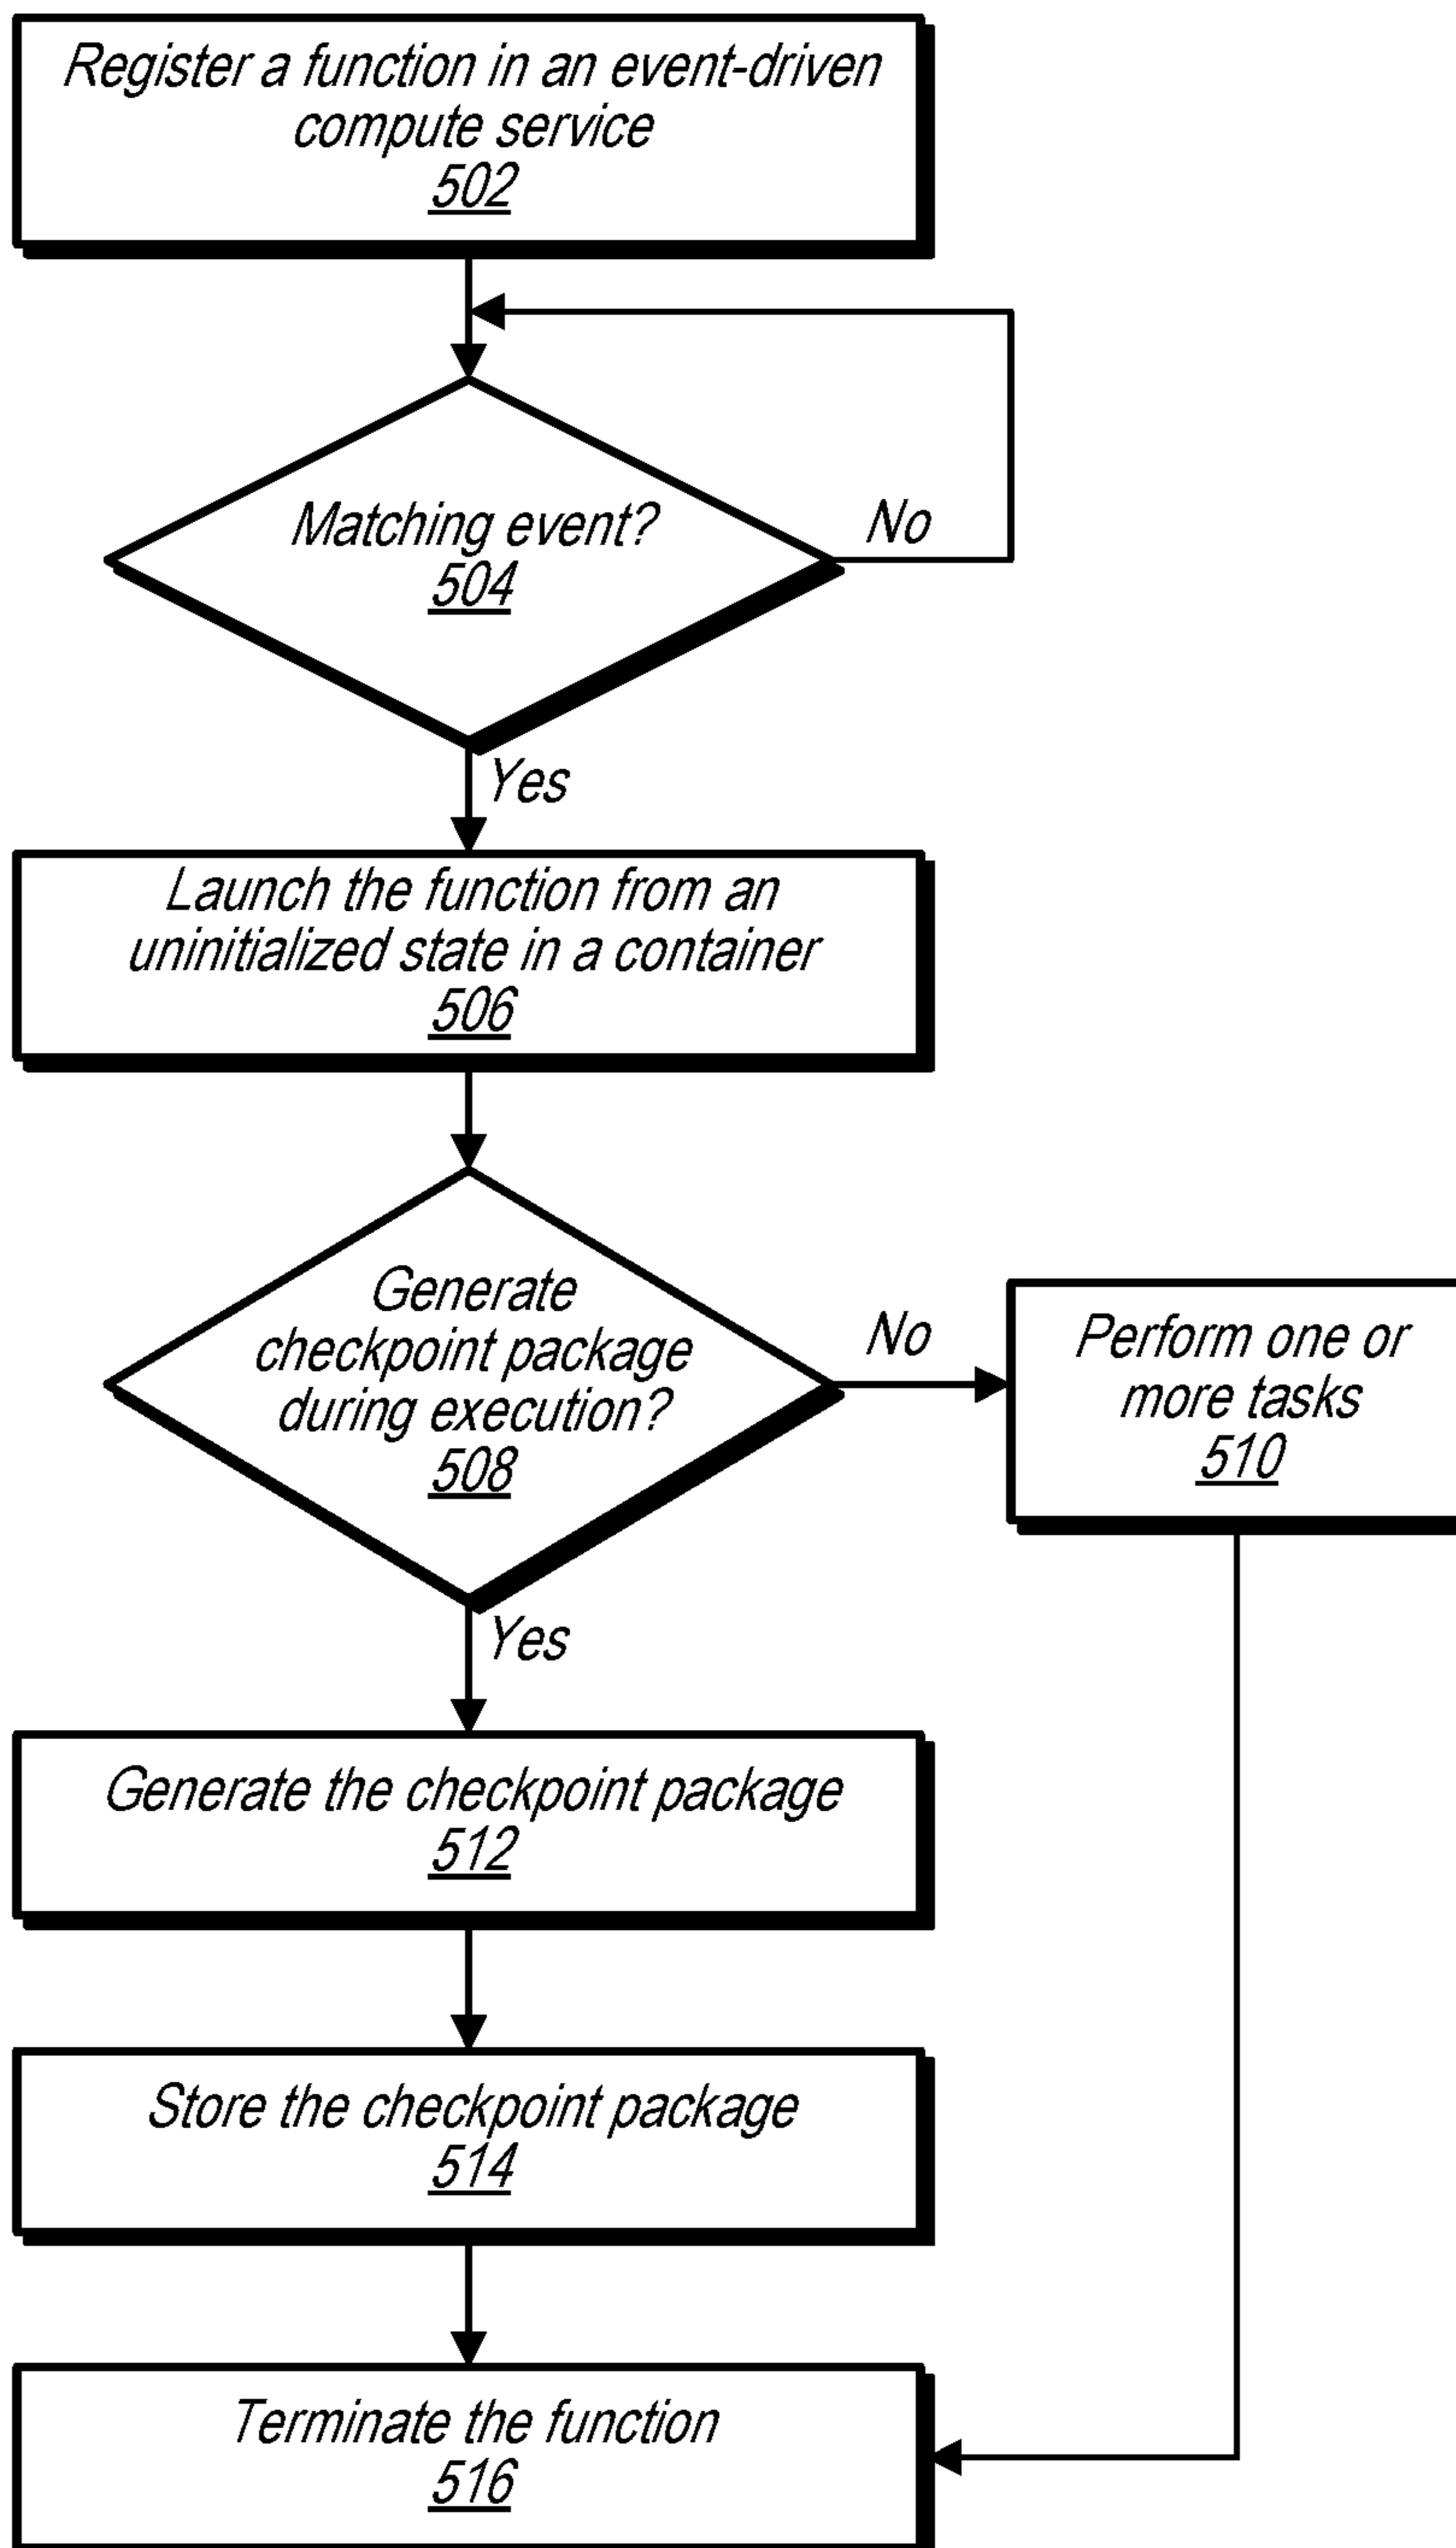 Register a function in an event-driven
compute service
502
Matching event?
504
No
Yes
Launch the function from an
uninitialized state in a container
506
Generate
checkpoint package
during execution?
508
No
Perform one or
more tasks
510
Yes
Generate the checkpoint package
512
Store the checkpoint package
514
Terminate the function
516